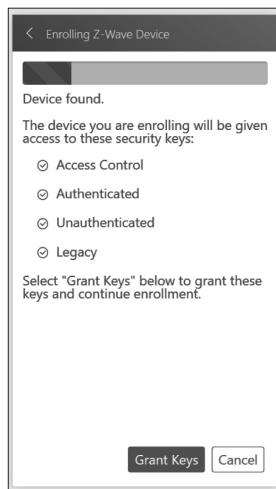 Enrolling Z-Wave Device
Device found.
The device you are enrolling will be given
access to these security keys:
Access Control
Authenticated
Unauthenticated
Legacy
Select "Grant Keys" below to grant these
keys and continue enrollment.
Grant Keys Cancel